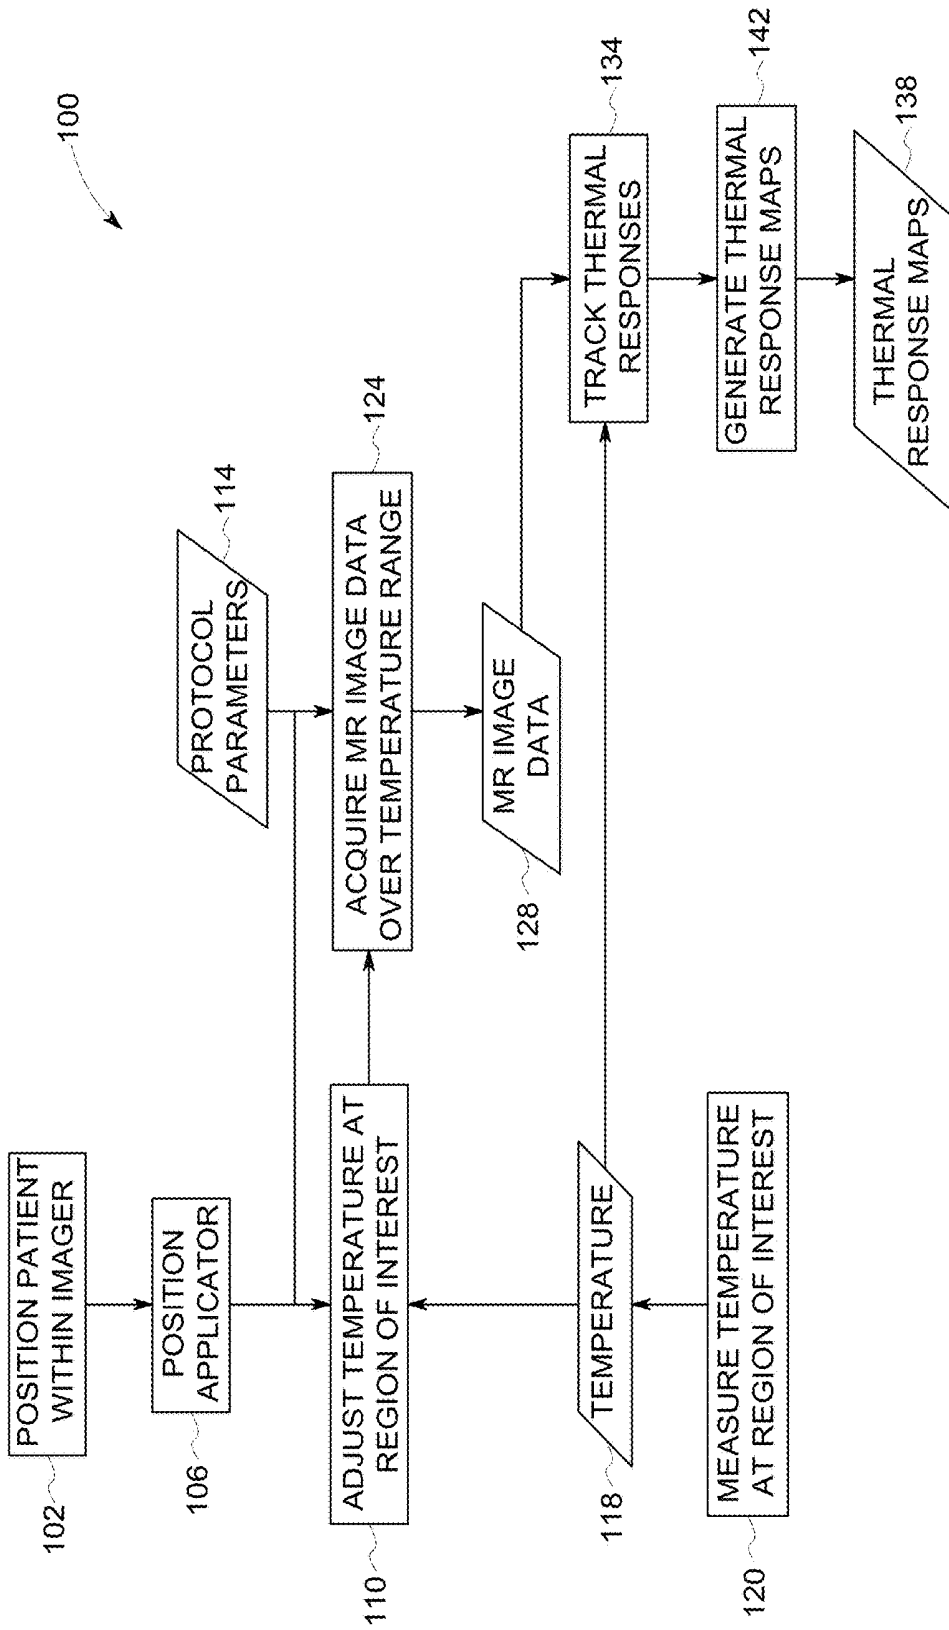 100
POSITION PATIENT
WITHIN IMAGER
102
POSITION
APPLICATOR
106
PROTOCOL
PARAMETERS
114
ADJUST TEMPERATURE AT
REGION OF INTEREST
110
ACQUIRE MR IMAGE DATA
OVER TEMPERATURE RANGE
124
MR IMAGE
DATA
128
TEMPERATURE
118
TRACK THERMAL
RESPONSES
134
MEASURE TEMPERATURE
AT REGION OF INTEREST
120
GENERATE THERMAL
RESPONSE MAPS
142
THERMAL
RESPONSE MAPS
138